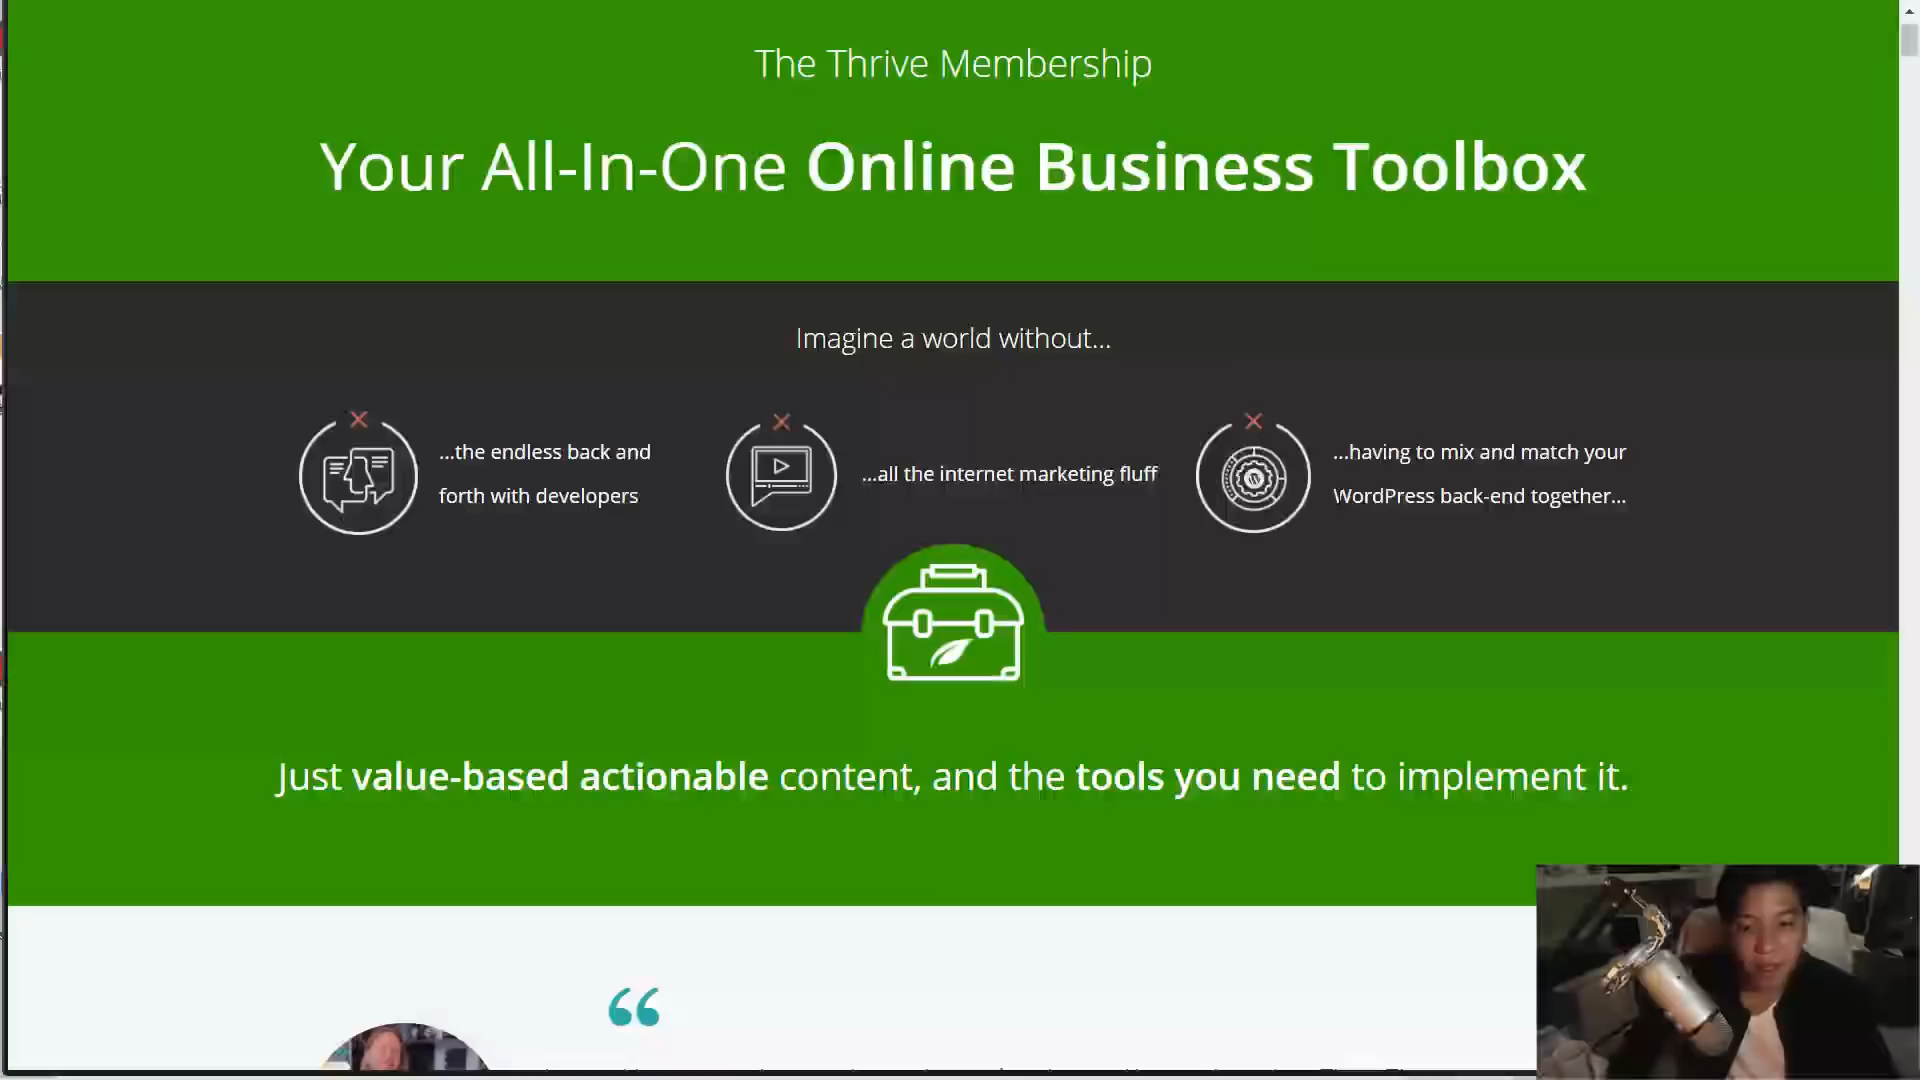 The Thrive Membership
Your All-In-One Online Business Toolbox
Imagine a world without...
...the endless back and
forth with developers
...all the internet marketing fluff
...having to mix and match your
WordPress back-end together...
Just value-based actionable content, and the tools you need to implement it.